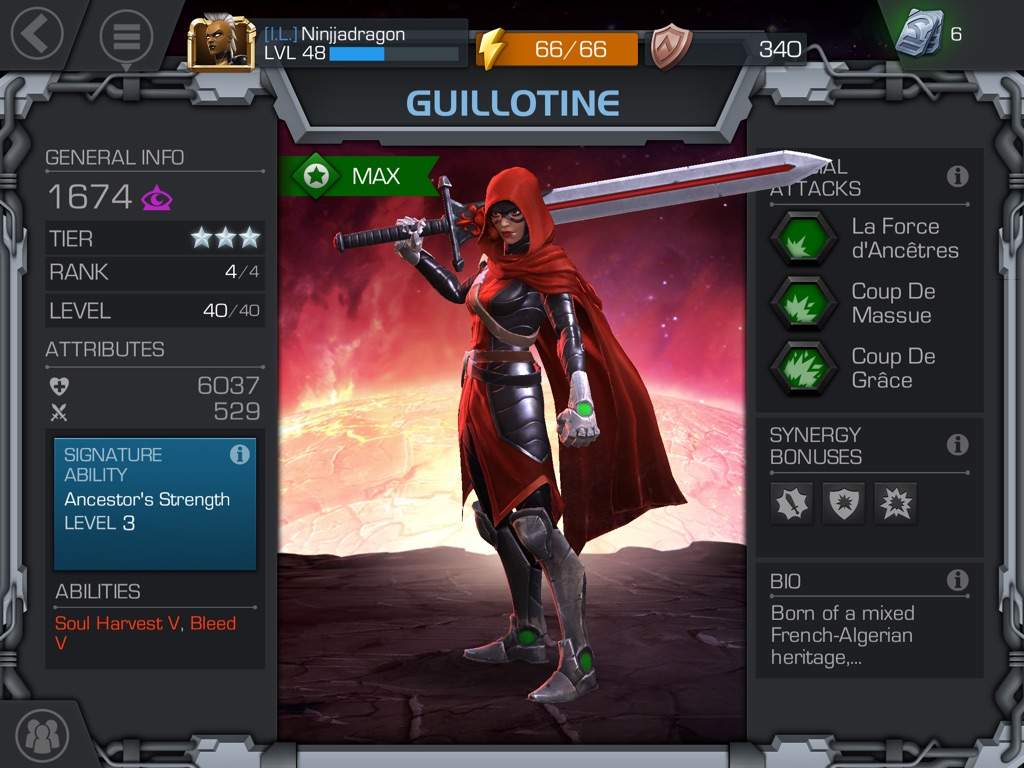 [I.L.] Ninjjadragon
LVL 48
66/66
340
6
GUILLOTINE
GENERAL INFO
1674
TIER
RANK 4/4
LEVEL 40/40
ATTRIBUTES
6037
529
SIGNATURE
ABILITY
Ancestor's Strength
LEVEL 3
ABILITIES
Soul Harvest V, Bleed
V
MAX
ATTACKS
La Force
d'Ancêtres
Coup De
Massue
Coup De
Grâce
SYNERGY
BONUSES
BIO
Born of a mixed
French-Algerian
heritage,...